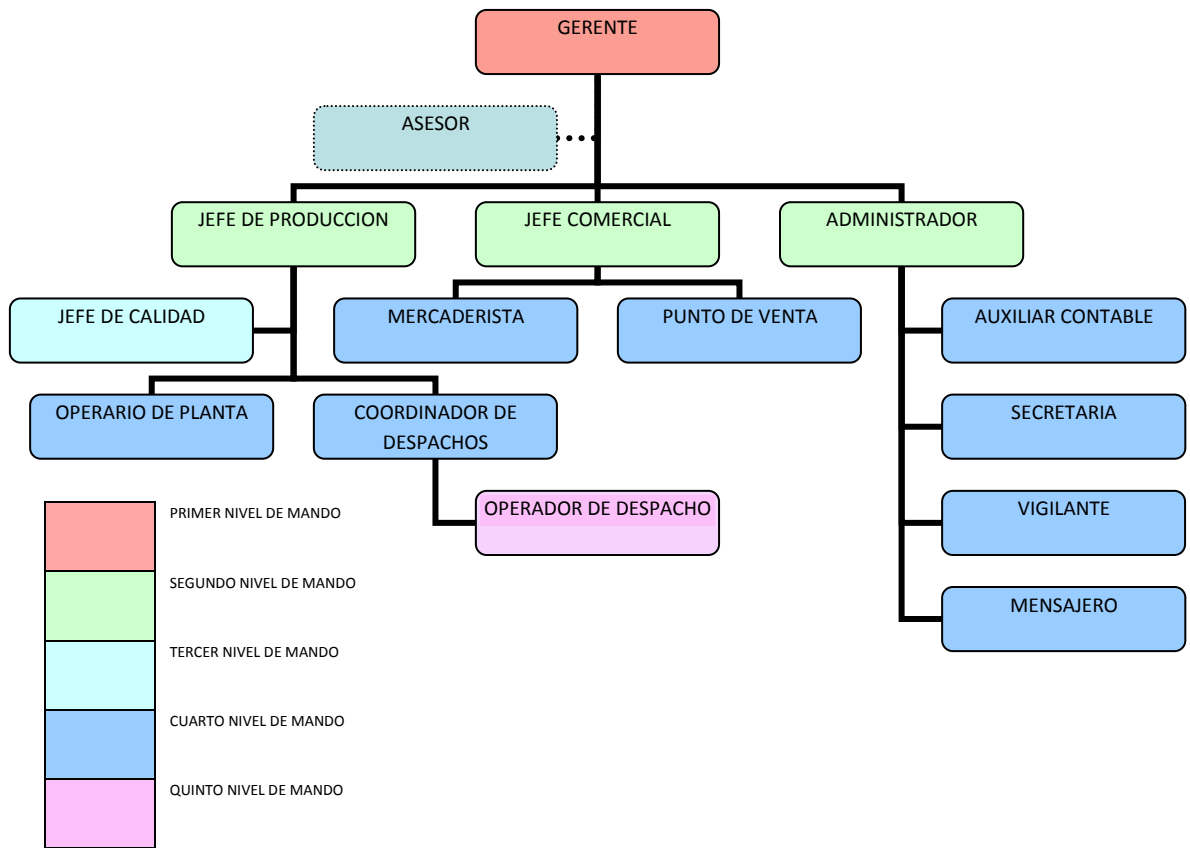 GERENTE
ASESOR
JEFE DE PRODUCCION
JEFE COMERCIAL
ADMINISTRADOR
JEFE DE CALIDAD
MERCADERISTA
PUNTO DE VENTA
AUXILIAR CONTABLE
OPERARIO DE PLANTA
COORDINADOR DE
DESPACHOS
SECRETARIA
OPERADOR DE DESPACHO
VIGILANTE
MENSAJERO
PRIMER NIVEL DE MANDO
SEGUNDO NIVEL DE MANDO
TERCER NIVEL DE MANDO
CUARTO NIVEL DE MANDO
QUINTO NIVEL DE MANDO